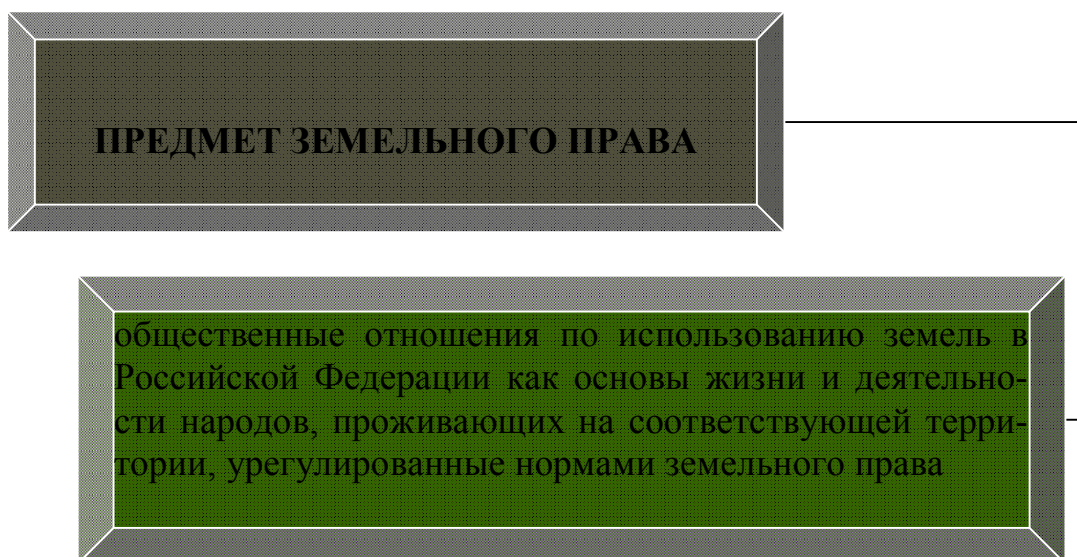 ПРЕДМЕТ ЗЕМЕЛЬНОГО ПРАВА
общественные отношения по использованию земель в
Российской Федерации как основы жизни и деятельно-
сти народов, проживающих на соответствующей терри-
тории, урегулированные нормами земельного права